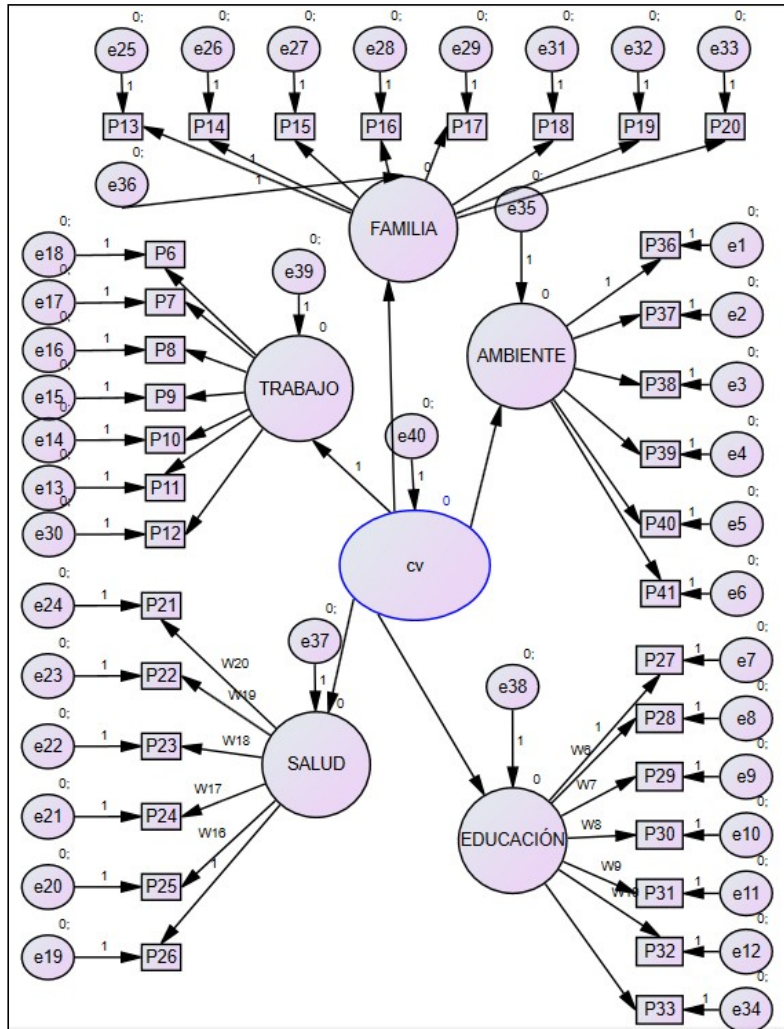 0; 0; 0; 0; 0; 0; 0; 0;
e25 e26 e27 e28 e29 e31 e32 e33
1 1 1 1 1 1 1 1
P13 P14 P15 P16 P17 P18 P19 P20
0; 1 0 0;
e36 1 e35
FAMILIA
0; 0; 1 0;
e18 1 P6 e39 P36 1 e1
0; 1 1 0;
e17 1 P7 0 0 P37 1 e2
0; 0;
e16 1 P8 TRABAJO AMBIENTE P38 1 e3
0;
e15 1 P9
0; 0; 0;
e14 1 P10 e40 P39 1 e4
0; 1 1 0;
e13 1 P11 0 P40 1 e5
0; 0;
e30 1 P12
cv
0; 0;
e24 1 P21 P41 1 e6
0; 0;
e37
0; W20 1 0; 0;
e23 1 P22 W19 e38 P27 1 e7
0; 0 1 0;
e22 1 P23 W18 W6 P28 1 e8
0; SALUD 1 W7 0;
e21 1 P24 W17 0 P29 1 e9
0; W16 0;
EDUCACIÓN W8 P30 1 e10
0; 1 0;
e20 1 P25 W9 P31 1 e11
0; 0;
e19 1 P26 P32 1 e12
0;
P33 1 e34